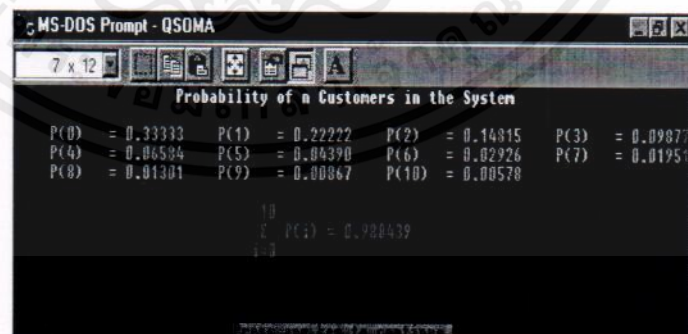 MS-DOS Prompt - QSOMA
7 x 12
A
Probability of n Customers in the System
P(0) = 0.33333 P(1) = 0.22222 P(2) = 0.14815 P(3) = 0.09877
P(4) = 0.06584 P(5) = 0.04390 P(6) = 0.02926 P(7) = 0.01951
P(8) = 0.01301 P(9) = 0.00867 P(10) = 0.00578
10
Σ P(i) = 0.988439
i=0